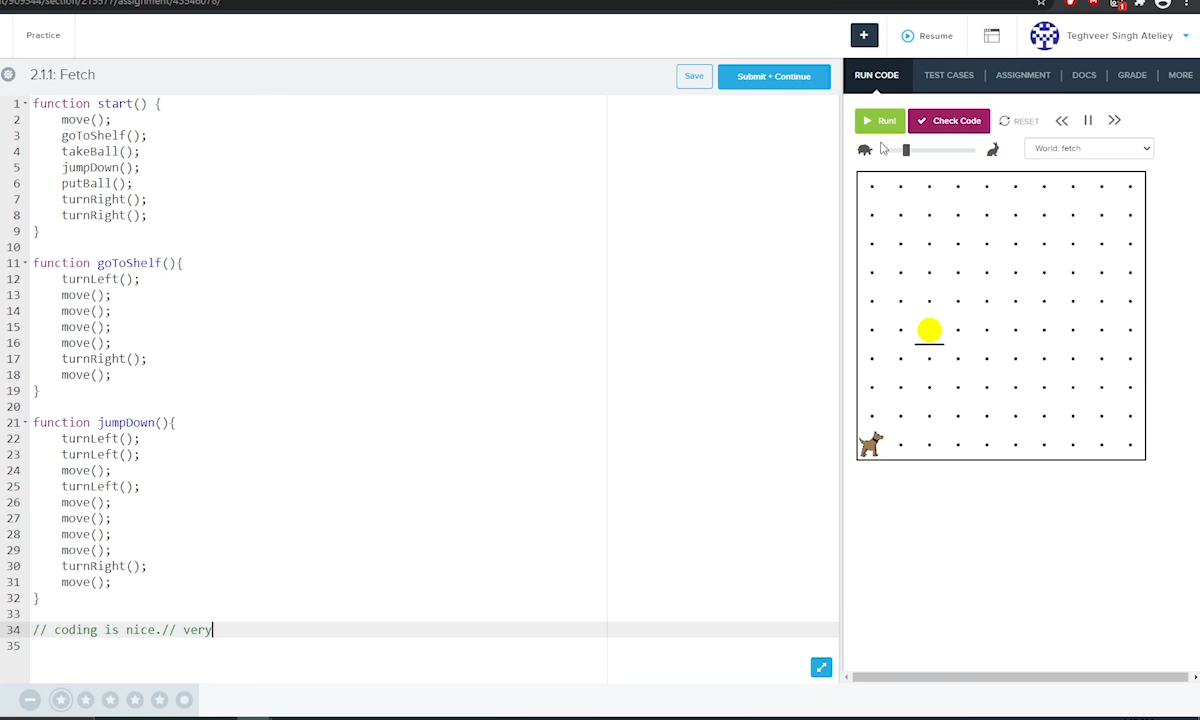 Practice
+
Resume
Teghveer Singh Ateliey
2.1.1: Fetch
Save
Submit + Continue
RUN CODE
TEST CASES
ASSIGNMENT
DOCS
GRADE
MORE
Run!
Check Code
RESET
World: fetch
1 function start() {
2 move();
3 goToShelf();
4 takeBall();
5 jumpDown();
6 putBall();
7 turnRight();
8 turnRight();
9 }
10
11 function goToShelf(){
12 turnLeft();
13 move();
14 move();
15 move();
16 move();
17 turnRight();
18 move();
19 }
20
21 function jumpDown(){
22 turnLeft();
23 turnLeft();
24 move();
25 turnLeft();
26 move();
27 move();
28 move();
29 move();
30 turnRight();
31 move();
32 }
33
34 // coding is nice.// very
35